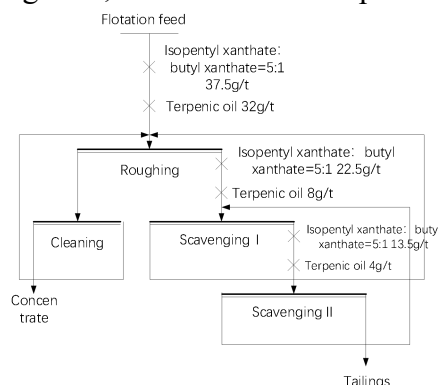 Flotation feed
Isopentyl xanthate:
butyl xanthate=5:1
37.5g/t
Terpenic oil 32g/t
Isopentyl xanthate: butyl
xanthate=5:1 22.5g/t
Roughing
Terpenic oil 8g/t
Isopentyl xanthate: buty
xanthate=5:1 13.5g/t
Cleaning
Scavenging I
Terpenic oil 4g/t
Concen
trate
Scavenging II
Tailings